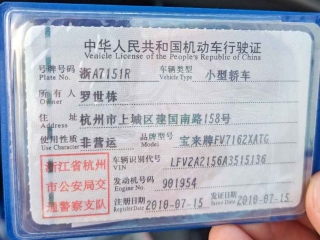 中华人民共和国机动车行驶证
Vehicle License of the People's Republic of China
号牌号码 浙A7151R 车辆类型 小型轿车
Plate No. Vehicle Type
所有人 罗世栋
Owner
住址 杭州市上城区建国南路158号
Address
使用性质 非营运 品牌型号 宝来牌FV7162XATG
Use Character Model
车辆识别代号 LFV2A2156A3515136
VIN
发动机号码 901954
Engine No.
注册日期 2010-07-15 发证日期 2010-07-15
Register Date Issue Date
浙江省杭州
市公安局交
通警察支队